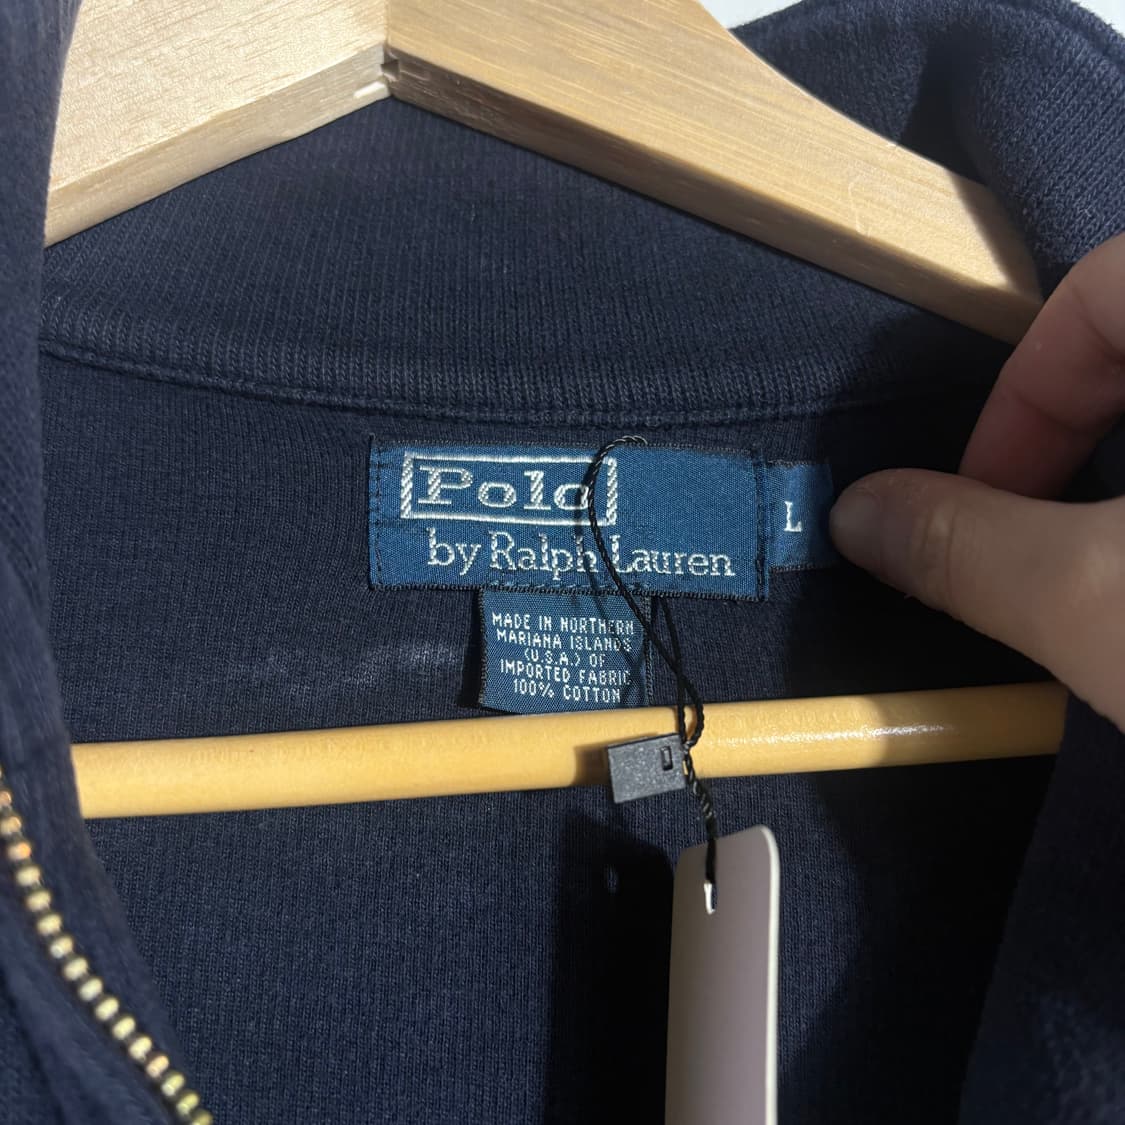 Polo
by Ralph Lauren
L
MADE IN NORTHERN
MARIANA ISLANDS
(U.S.A.) OF
IMPORTED FABRIC
100% COTTON